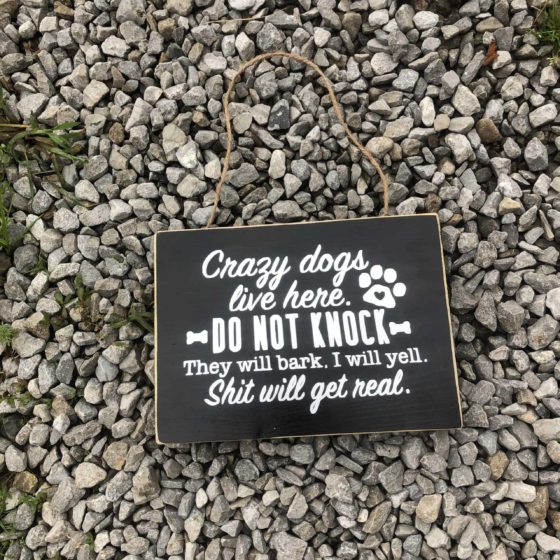 Crazy dogs
live here.
DO NOT KNOCK
They will bark. I will yell.
Shit will get real.